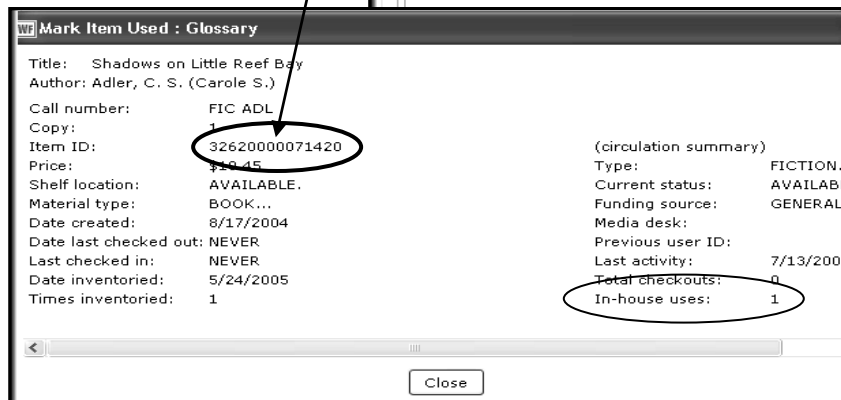 WF Mark Item Used : Glossary
Title: Shadows on Little Reef Bay
Author: Adler, C. S. (Carole S.)
Call number: FIC ADL
Copy: 1
Item ID: 32620000071420 (circulation summary)
Price: $10.45 Type: FICTION.
Shelf location: AVAILABLE. Current status: AVAILAB
Material type: BOOK... Funding source: GENERAL
Date created: 8/17/2004 Media desk:
Date last checked out: NEVER Previous user ID:
Last checked in: NEVER Last activity: 7/13/200
Date inventoried: 5/24/2005 Total checkouts: 0
Times inventoried: 1 In-house uses: 1
Close